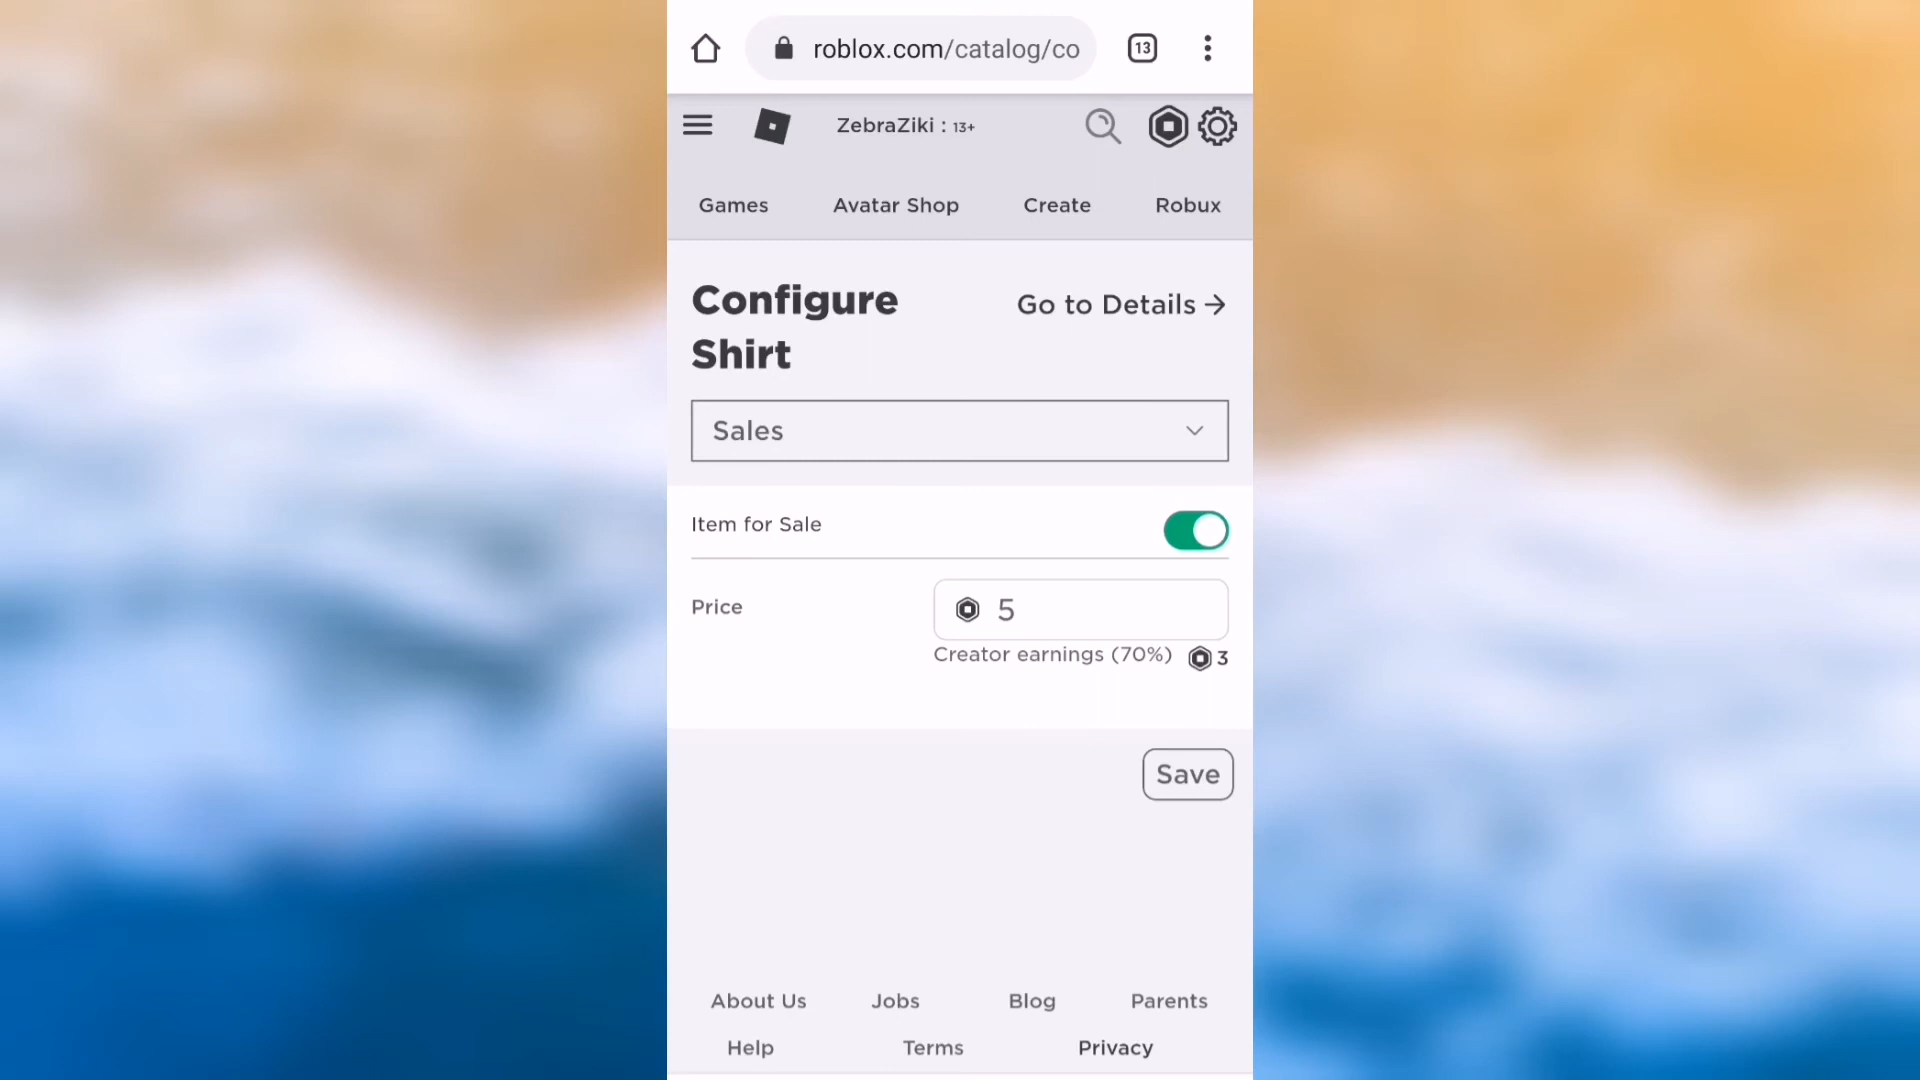 roblox.com/catalog/co
13
ZebraZiki : 13+
Games Avatar Shop Create Robux
Configure
Shirt
Go to Details →
Sales
Item for Sale
Price
5
Creator earnings (70%) 3
Save
About Us Jobs Blog Parents
Help Terms Privacy